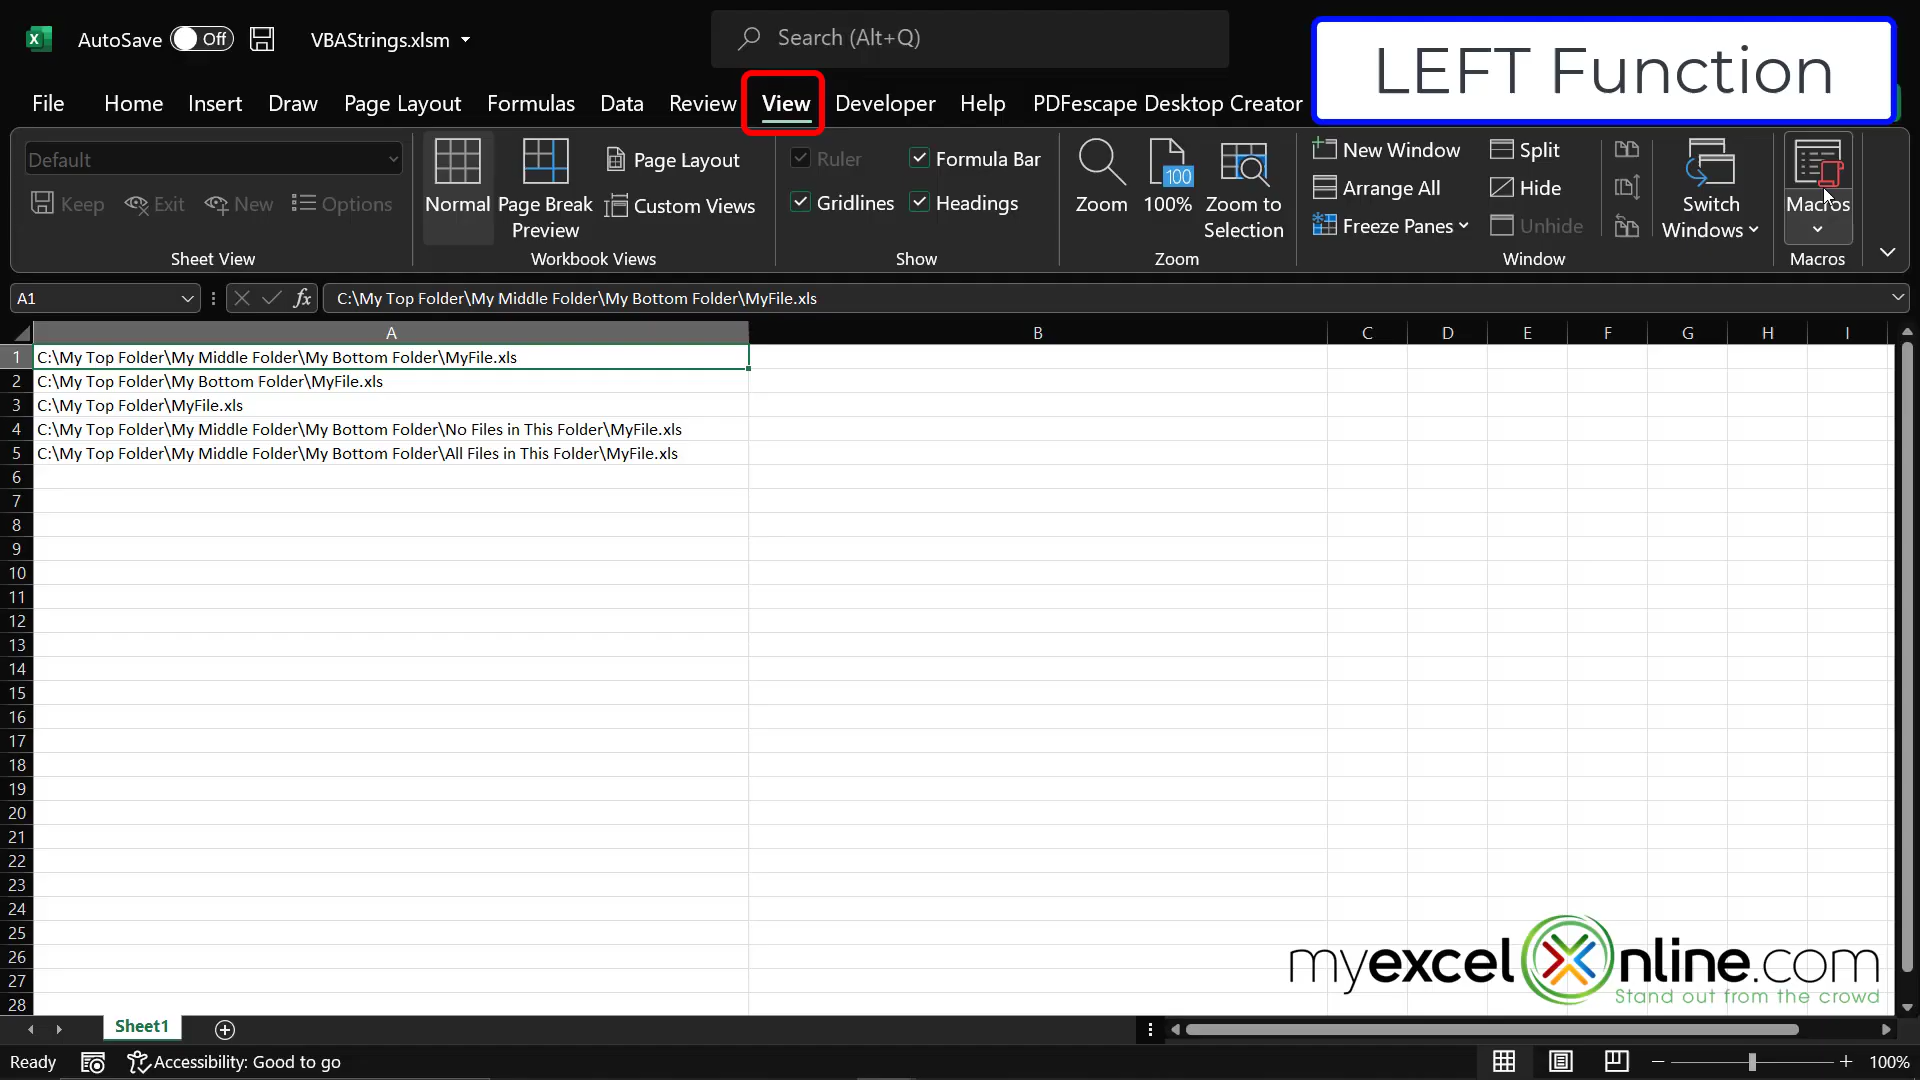 AutoSave Off VBAStrings.xlsm Search (Alt+Q)
LEFT Function
File Home Insert Draw Page Layout Formulas Data Review View Developer Help PDFescape Desktop Creator
Default
Keep Exit New Options
Sheet View
Normal
Page Break Preview
Page Layout
Custom Views
Workbook Views
Ruler Formula Bar
Gridlines Headings
Show
Zoom
100
100%
Zoom to Selection
Zoom
New Window
Arrange All
Freeze Panes
Split
Hide
Unhide
Switch Windows
Window
Macros
Macros
A1 fx C:\My Top Folder\My Middle Folder\My Bottom Folder\MyFile.xls
A B C D E F G H I
1 C:\My Top Folder\My Middle Folder\My Bottom Folder\MyFile.xls
2 C:\My Top Folder\My Bottom Folder\MyFile.xls
3 C:\My Top Folder\MyFile.xls
4 C:\My Top Folder\My Middle Folder\My Bottom Folder\No Files in This Folder\MyFile.xls
5 C:\My Top Folder\My Middle Folder\My Bottom Folder\All Files in This Folder\MyFile.xls
6
7
8
9
10
11
12
13
14
15
16
17
18
19
20
21
22
23
24
25
26
27
28
myexcelOnline.com
Stand out from the crowd
Sheet1
Ready Accessibility: Good to go 100%